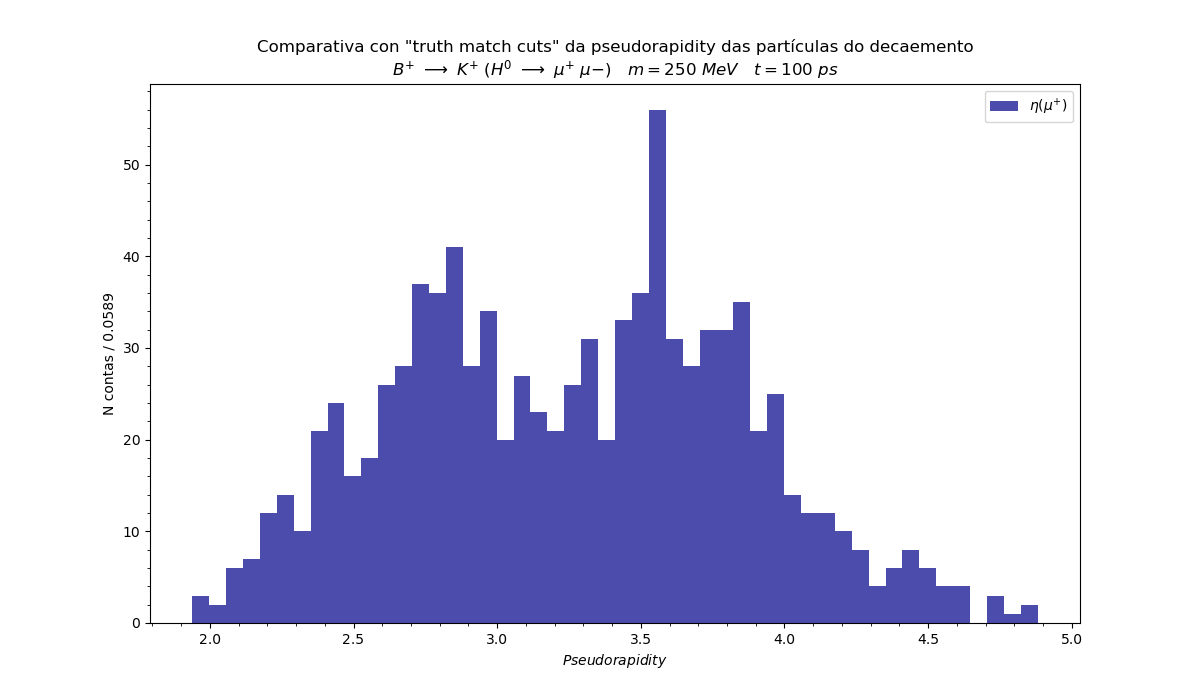 Comparativa con "truth match cuts" da pseudorapidity das partículas do decaemento
B⁺ ⟶ K⁺ (H⁰ ⟶ μ⁺ μ−) m = 250 MeV t = 100 ps
η(μ⁺)
N contas / 0.0589
50
40
30
20
10
0
2.0 2.5 3.0 3.5 4.0 4.5 5.0
Pseudorapidity